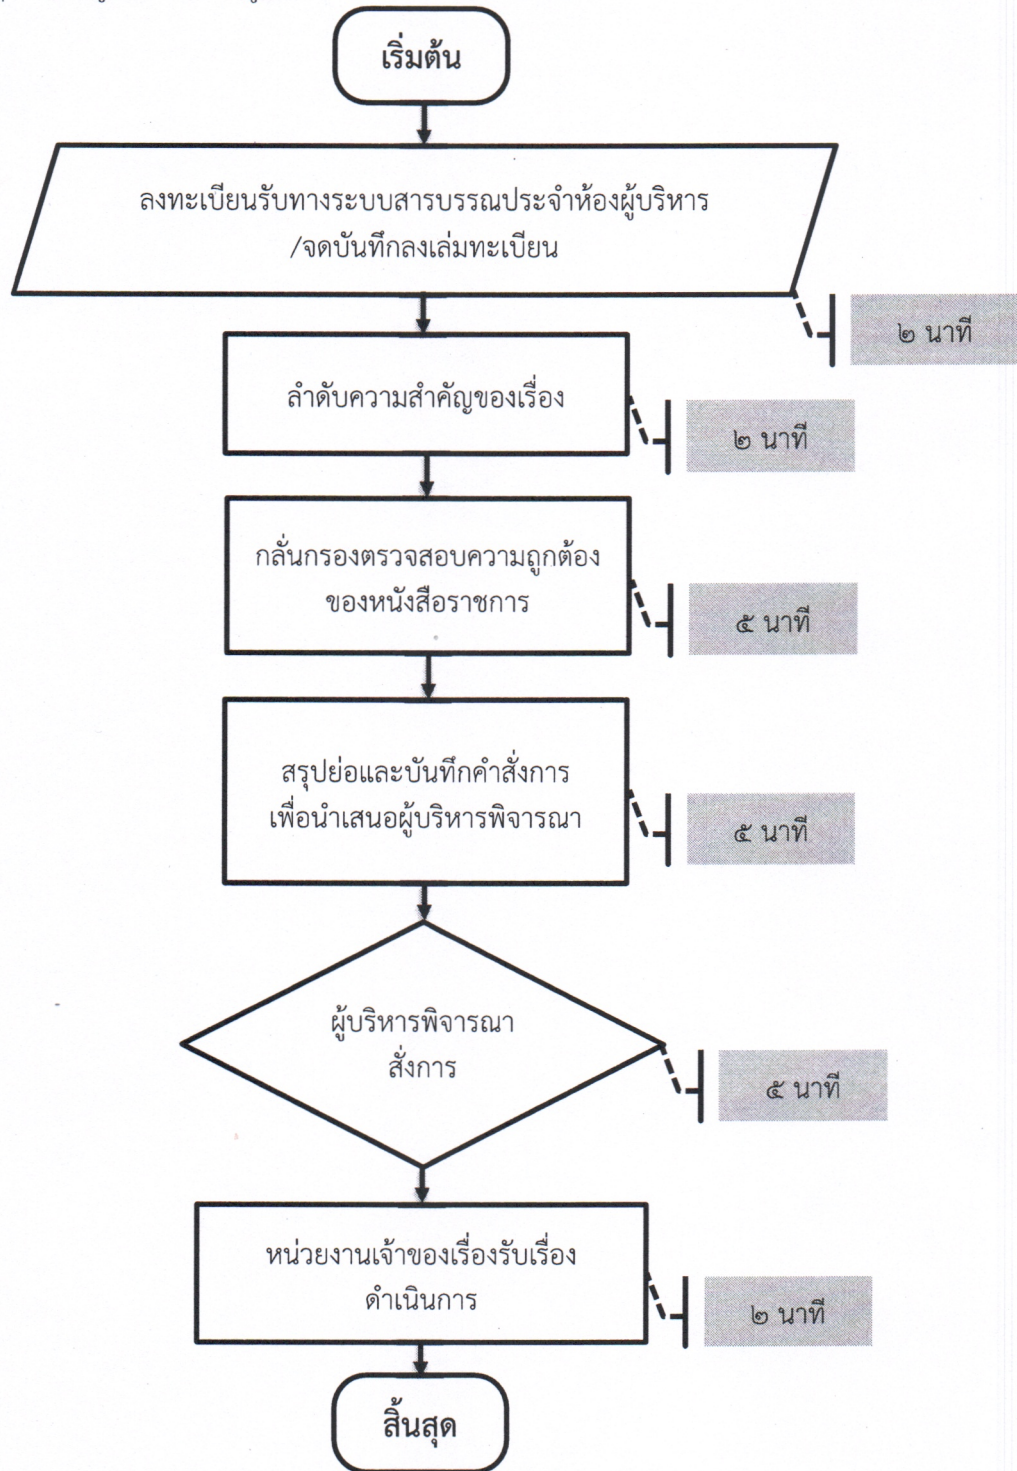 เริ่มต้น
ลงทะเบียนรับทางระบบสารบรรณประจำห้องผู้บริหาร
/จดบันทึกลงเล่มทะเบียน
๒ นาที
ลำดับความสำคัญของเรื่อง
๒ นาที
กลั่นกรองตรวจสอบความถูกต้อง
ของหนังสือราชการ
๕ นาที
สรุปย่อและบันทึกคำสั่งการ
เพื่อนำเสนอผู้บริหารพิจารณา
๕ นาที
ผู้บริหารพิจารณา
สั่งการ
๕ นาที
หน่วยงานเจ้าของเรื่องรับเรื่อง
ดำเนินการ
๒ นาที
สิ้นสุด